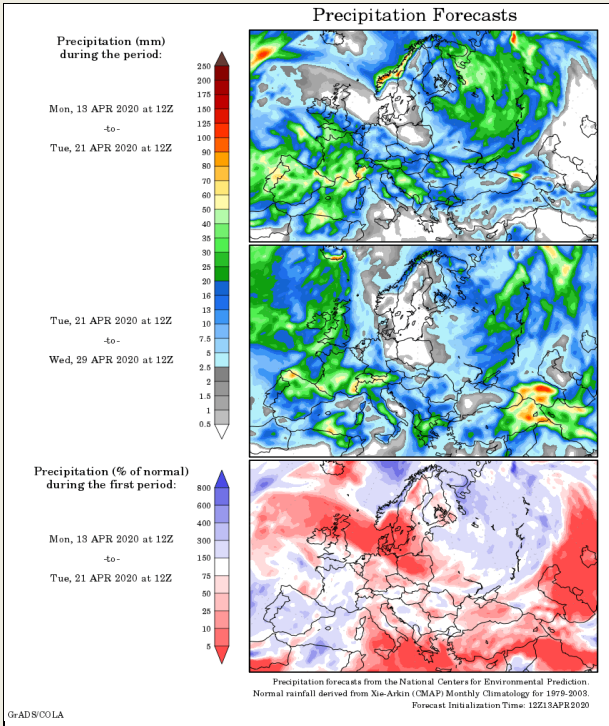 Precipitation Forecasts
Precipitation (mm)
during the period:
Mon, 13 APR 2020 at 12Z
-to-
Tue, 21 APR 2020 at 12Z
250
200
175
150
125
100
90
80
70
60
50
40
35
30
25
20
16
13
10
7.5
5
2.5
2
1.5
1
0.5
Tue, 21 APR 2020 at 12Z
-to-
Wed, 29 APR 2020 at 12Z
Precipitation (% of normal)
during the first period:
Mon, 13 APR 2020 at 12Z
-to-
Tue, 21 APR 2020 at 12Z
800
600
400
300
150
75
50
25
10
5
Precipitation forecasts from the National Centers for Environmental Prediction.
Normal rainfall derived from Xie-Arkin (CMAP) Monthly Climatology for 1979-2003.
Forecast Initialization Time: 12Z13APR2020
GrADS/COLA